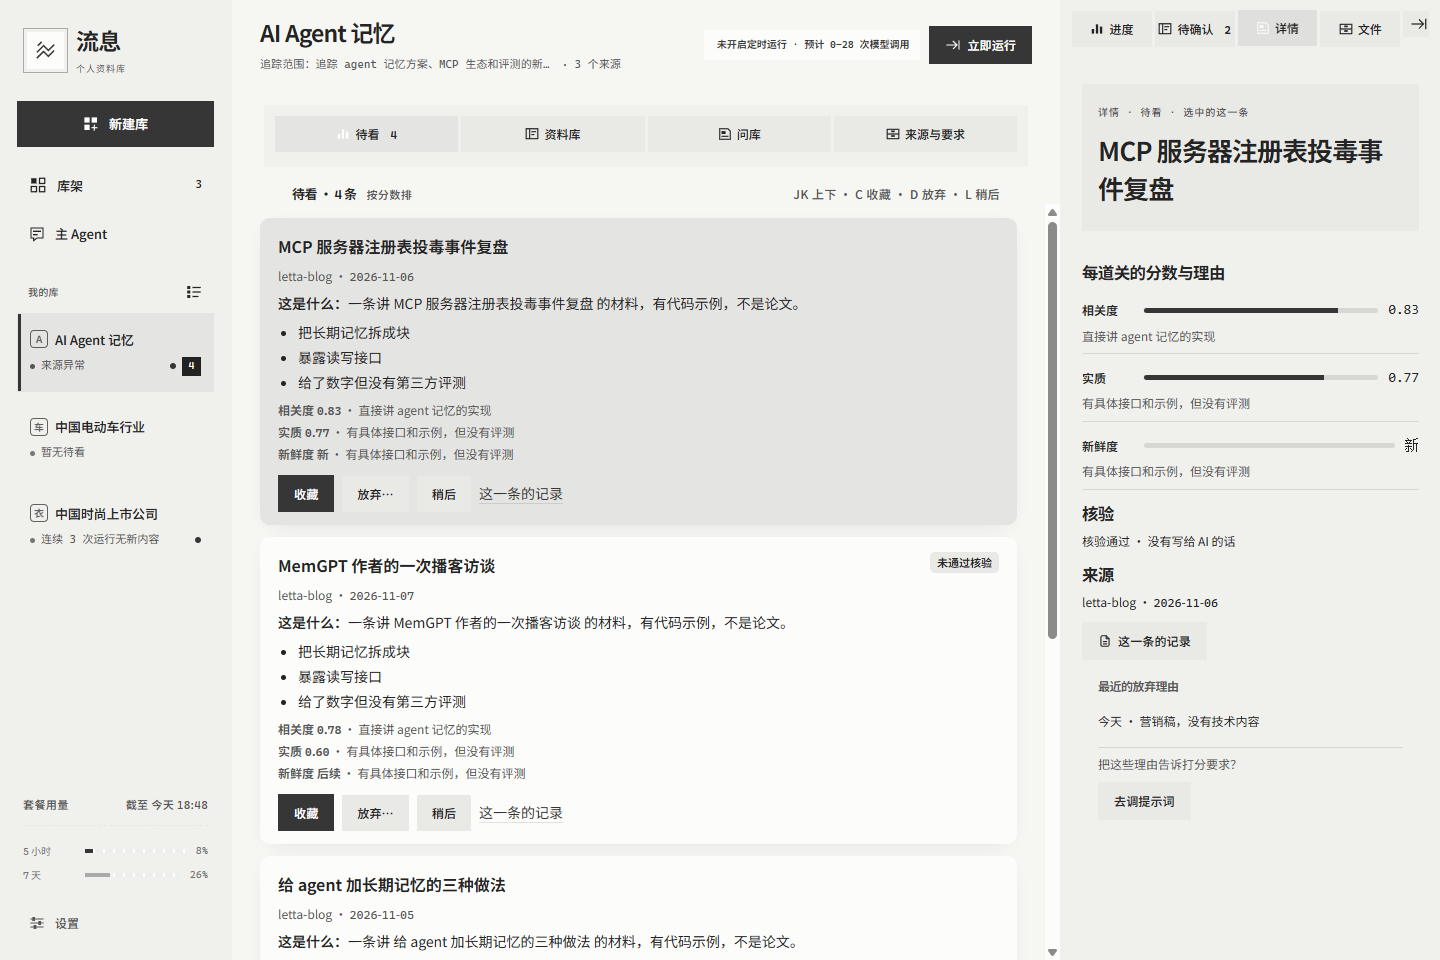 流息
个人资料库
新建库
库架 3
主 Agent
我的库
A AI Agent 记忆
来源异常 4
车 中国电动车行业
暂无待看
衣 中国时尚上市公司
连续 3 次运行无新内容
套餐用量 截至 今天 18:48
5 小时 8%
7 天 26%
设置
AI Agent 记忆
追踪范围：追踪 agent 记忆方案、MCP 生态和评测的新… · 3 个来源
未开启定时运行 · 预计 0–28 次模型调用
立即运行
待看 4
资料库
问库
来源与要求
待看 · 4 条 按分数排
JK 上下 · C 收藏 · D 放弃 · L 稍后
MCP 服务器注册表投毒事件复盘
letta-blog · 2026-11-06
这是什么：一条讲 MCP 服务器注册表投毒事件复盘 的材料，有代码示例，不是论文。
• 把长期记忆拆成块
• 暴露读写接口
• 给了数字但没有第三方评测
相关度 0.83 · 直接讲 agent 记忆的实现
实质 0.77 · 有具体接口和示例，但没有评测
新鲜度 新 · 有具体接口和示例，但没有评测
收藏 放弃… 稍后 这一条的记录
MemGPT 作者的一次播客访谈 未通过核验
letta-blog · 2026-11-07
这是什么：一条讲 MemGPT 作者的一次播客访谈 的材料，有代码示例，不是论文。
• 把长期记忆拆成块
• 暴露读写接口
• 给了数字但没有第三方评测
相关度 0.78 · 直接讲 agent 记忆的实现
实质 0.60 · 有具体接口和示例，但没有评测
新鲜度 后续 · 有具体接口和示例，但没有评测
收藏 放弃… 稍后 这一条的记录
给 agent 加长期记忆的三种做法
letta-blog · 2026-11-05
这是什么：一条讲 给 agent 加长期记忆的三种做法 的材料，有代码示例，不是论文。
进度
待确认 2
详情
文件
详情 · 待看 · 选中的这一条
MCP 服务器注册表投毒事
件复盘
每道关的分数与理由
相关度 0.83
直接讲 agent 记忆的实现
实质 0.77
有具体接口和示例，但没有评测
新鲜度 新
有具体接口和示例，但没有评测
核验
核验通过 · 没有写给 AI 的话
来源
letta-blog · 2026-11-06
这一条的记录
最近的放弃理由
今天 · 营销稿，没有技术内容
把这些理由告诉打分要求？
去调提示词